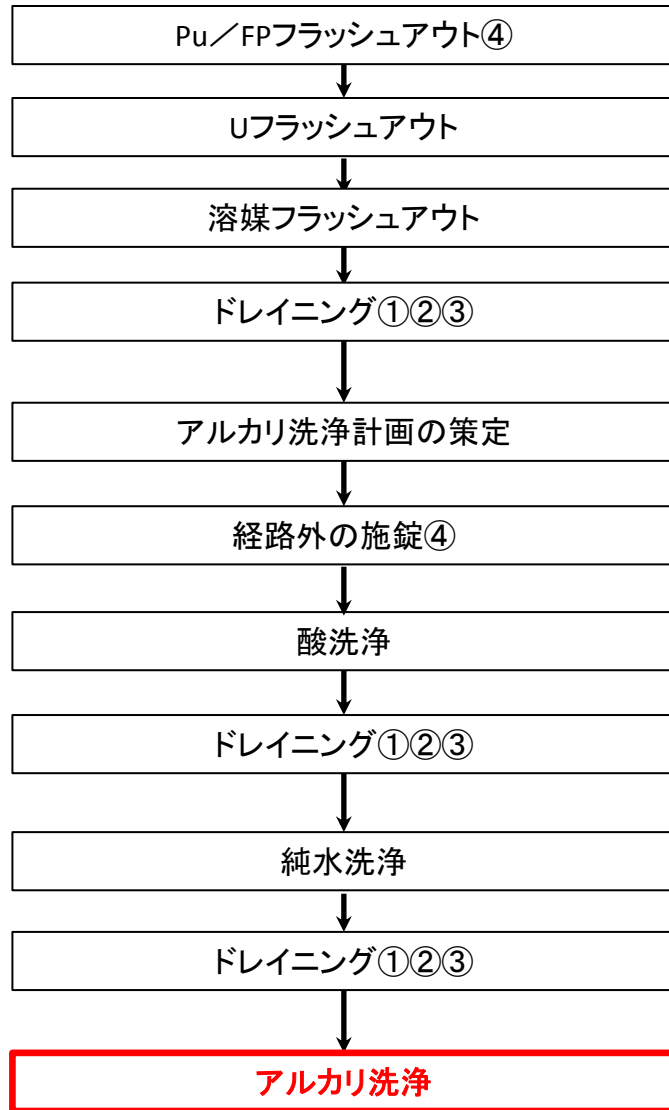 Pu／FPフラッシュアウト④
Uフラッシュアウト
溶媒フラッシュアウト
ドレイニング①②③
アルカリ洗浄計画の策定
経路外の施錠④
酸洗浄
ドレイニング①②③
純水洗浄
ドレイニング①②③
アルカリ洗浄